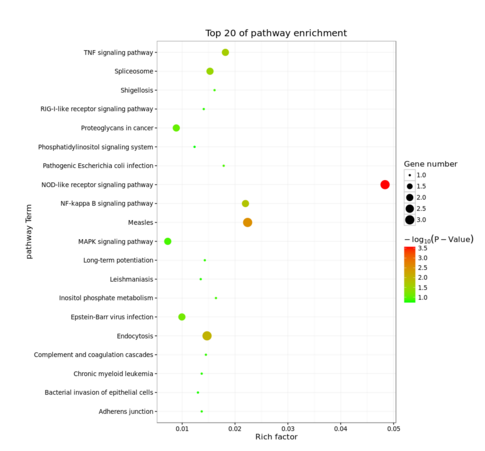 Top 20 of pathway enrichment
pathway Term
TNF signaling pathway
Spliceosome
Shigellosis
RIG-I-like receptor signaling pathway
Proteoglycans in cancer
Phosphatidylinositol signaling system
Pathogenic Escherichia coli infection
NOD-like receptor signaling pathway
NF-kappa B signaling pathway
Measles
MAPK signaling pathway
Long-term potentiation
Leishmaniasis
Inositol phosphate metabolism
Epstein-Barr virus infection
Endocytosis
Complement and coagulation cascades
Chronic myeloid leukemia
Bacterial invasion of epithelial cells
Adherens junction
0.01 0.02 0.03 0.04 0.05
Rich factor
Gene number
1.0
1.5
2.0
2.5
3.0
−log10(P−Value)
3.5
3.0
2.5
2.0
1.5
1.0